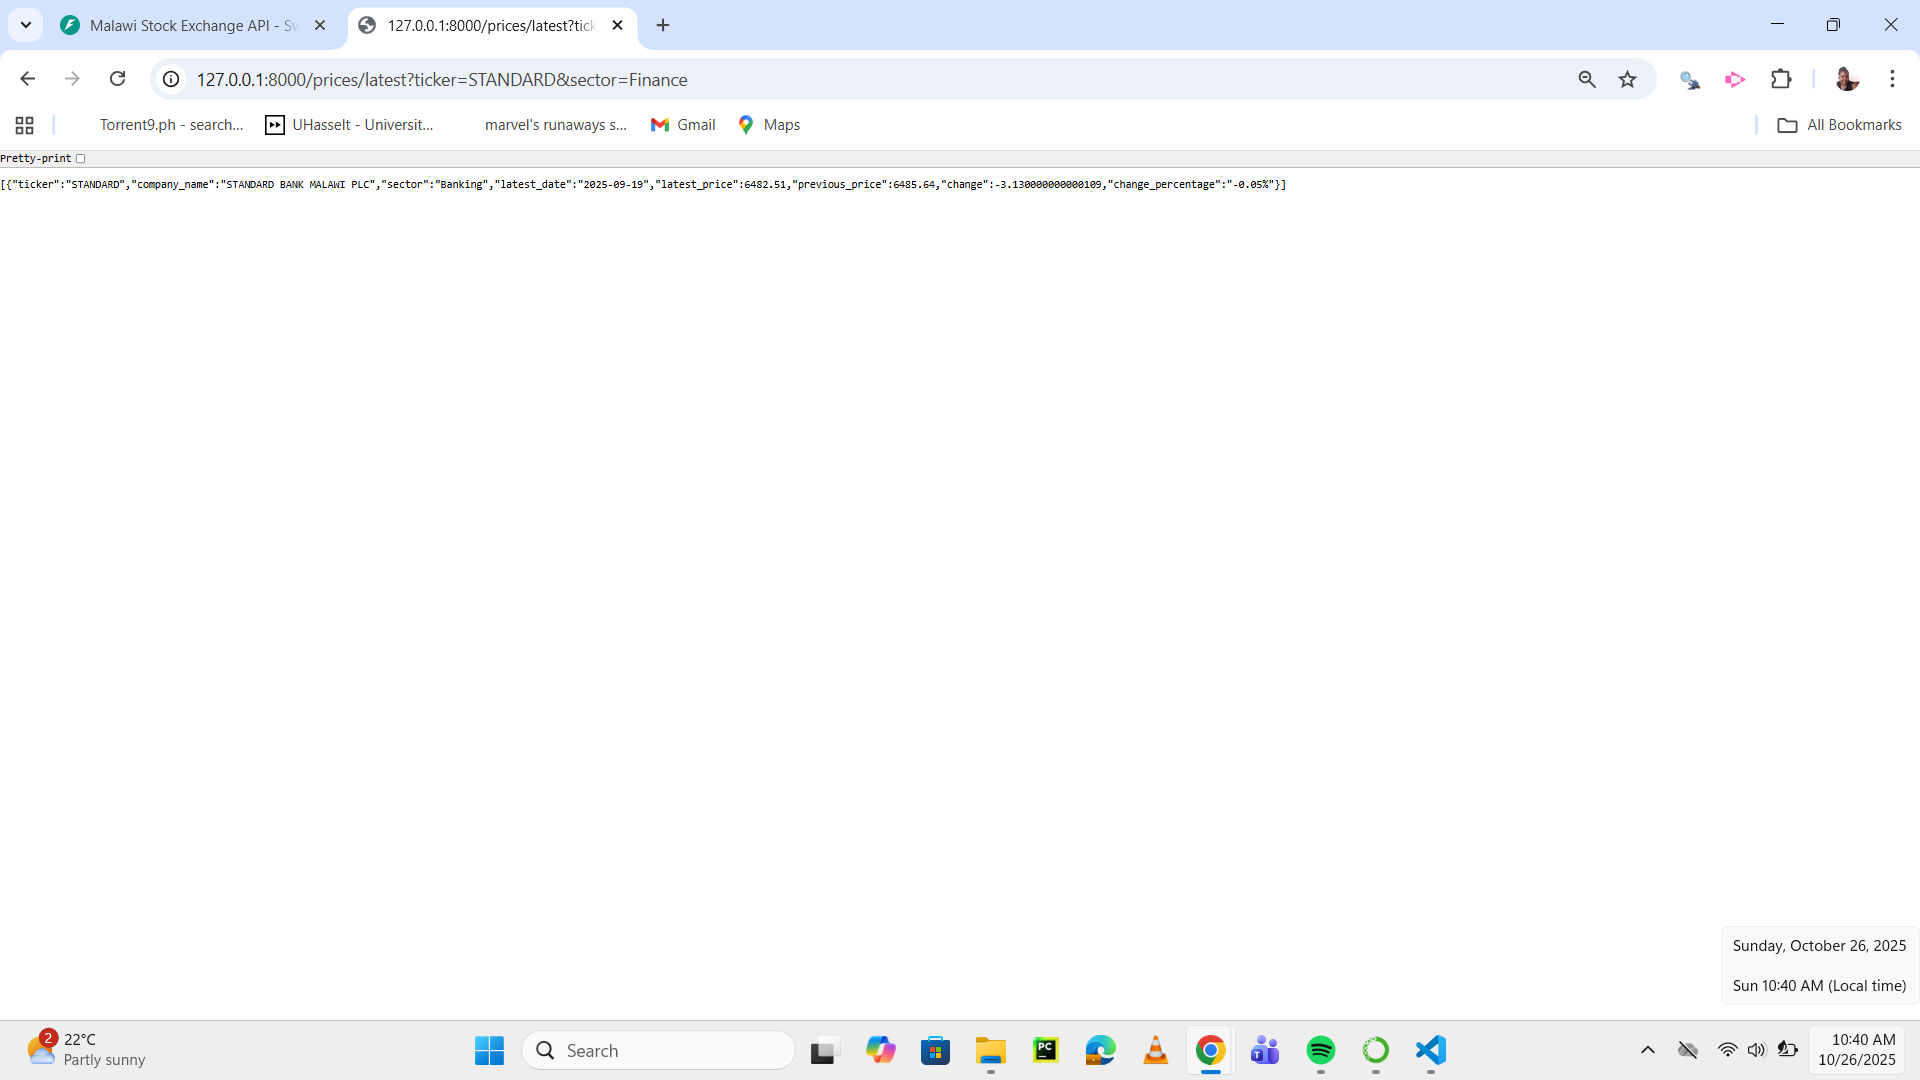 Malawi Stock Exchange API - Sw
127.0.0.1:8000/prices/latest?tick
127.0.0.1:8000/prices/latest?ticker=STANDARD&sector=Finance
Torrent9.ph - search...
UHasselt - Universit...
marvel's runaways s...
Gmail
Maps
All Bookmarks
Pretty-print
[{"ticker":"STANDARD","company_name":"STANDARD BANK MALAWI PLC","sector":"Banking","latest_date":"2025-09-19","latest_price":6482.51,"previous_price":6485.64,"change":-3.130000000000109,"change_percentage":"-0.05%"}]
Sunday, October 26, 2025
Sun 10:40 AM (Local time)
2
22°C
Partly sunny
Search
PC
T
10:40 AM
10/26/2025